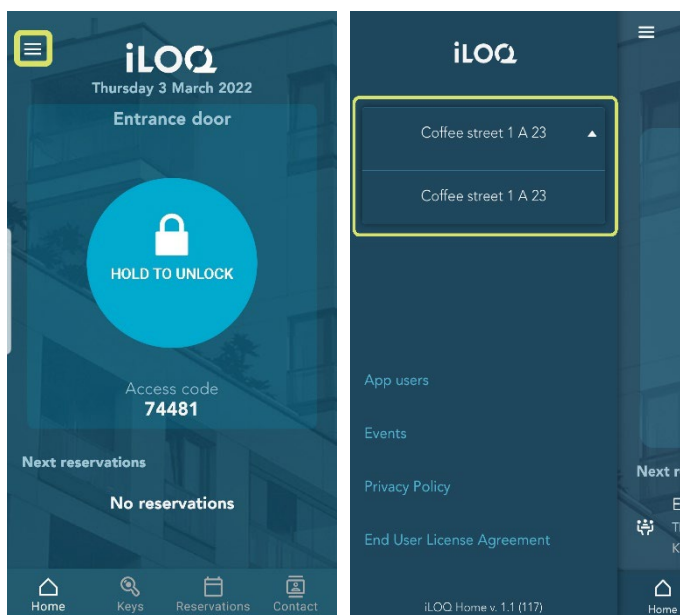 iLOQ
Thursday 3 March 2022
Entrance door
HOLD TO UNLOCK
Access code
74481
Next reservations
No reservations
Home
Keys
Reservations
Contact
iLOQ
Coffee street 1 A 23
Coffee street 1 A 23
App users
Events
Privacy Policy
End User License Agreement
iLOQ Home v. 1.1 (117)
Next r
E
T
K
Home